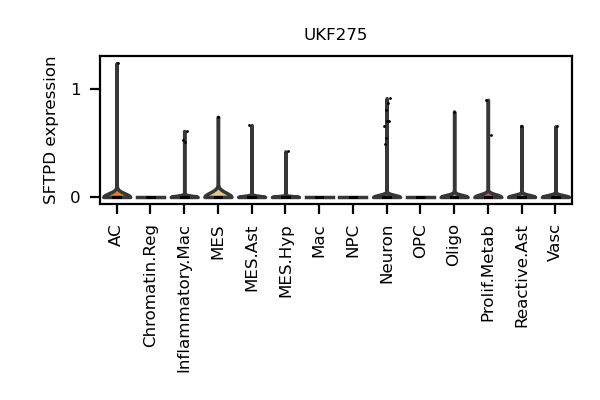 UKF275
SFTPD expression
1
0
AC
Chromatin.Reg
Inflammatory.Mac
MES
MES.Ast
MES.Hyp
Mac
NPC
Neuron
OPC
Oligo
Prolif.Metab
Reactive.Ast
Vasc